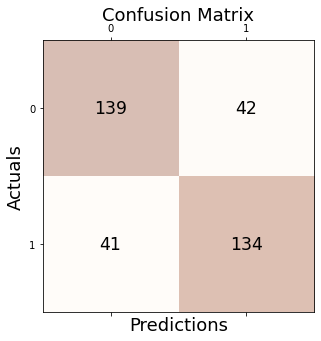 Confusion Matrix
0 1
0 139 42
Actuals
1 41 134
Predictions